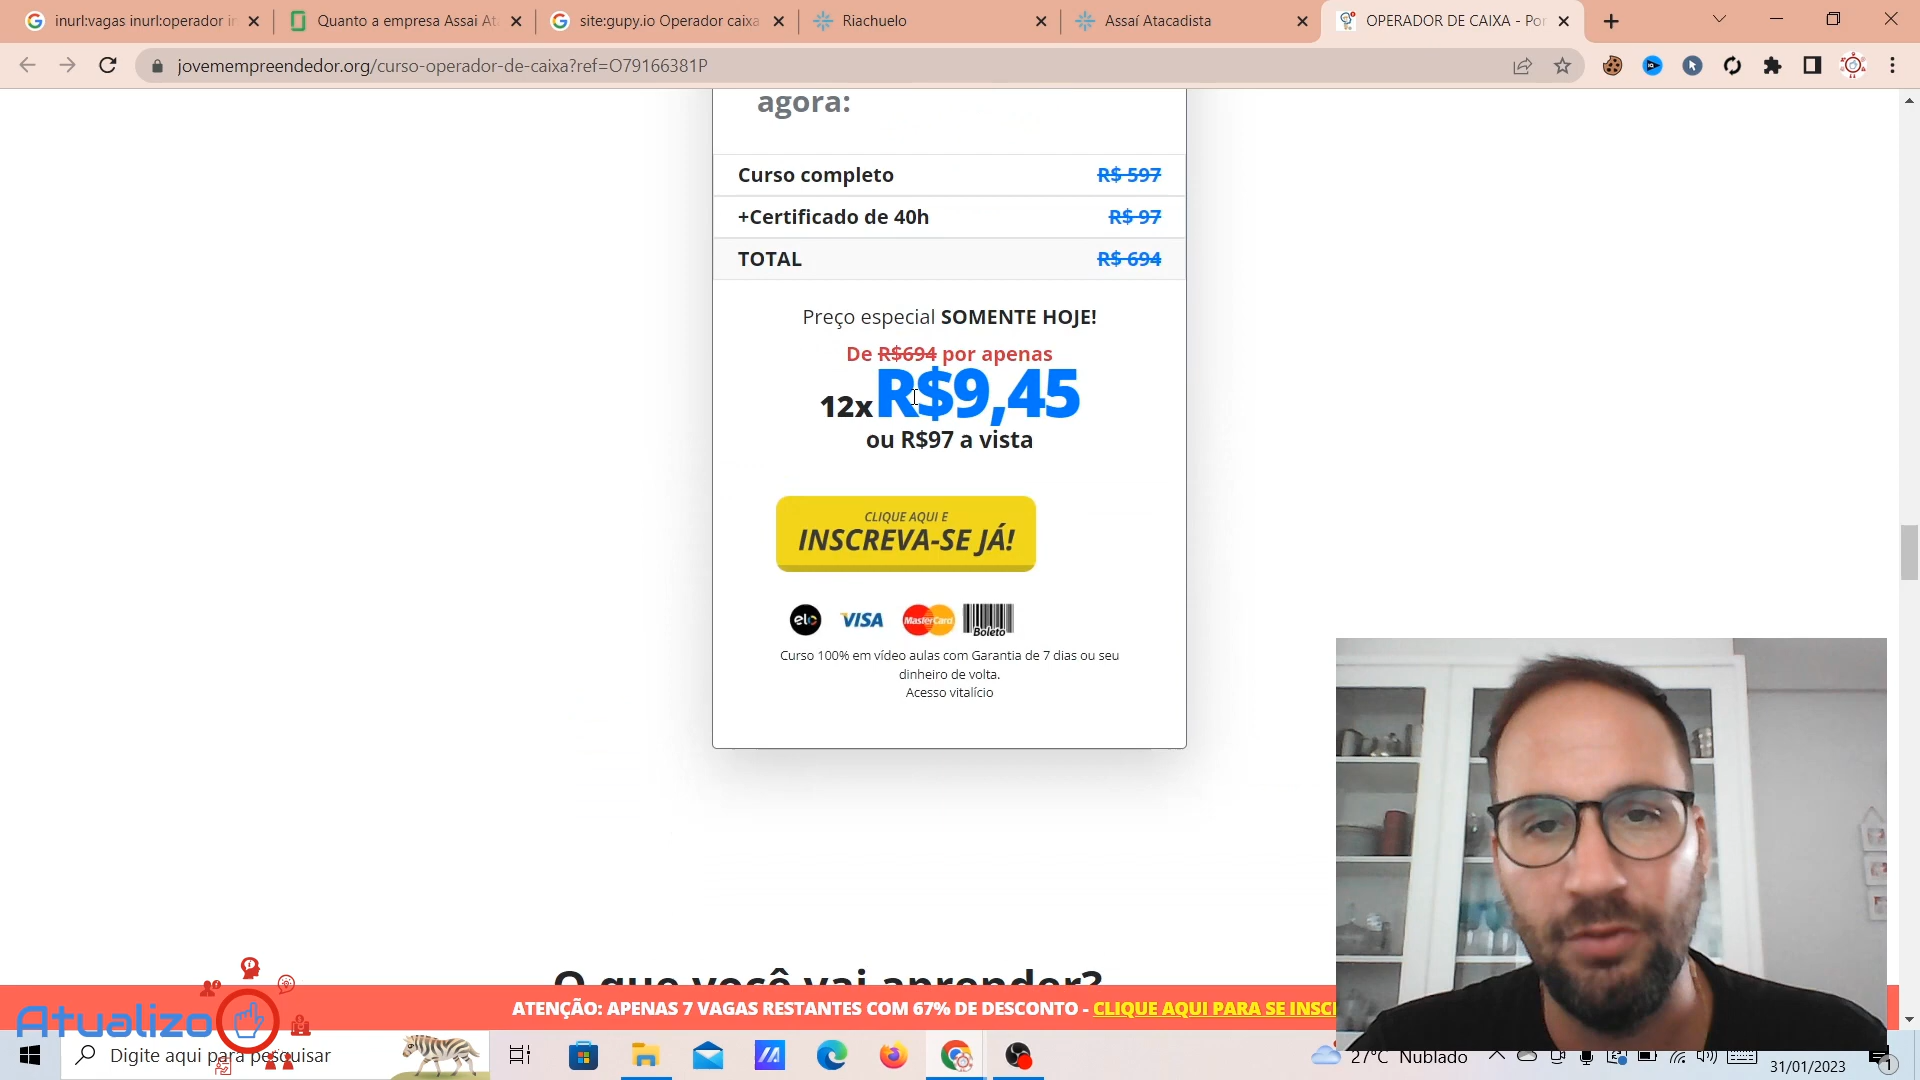 inurl:vagas inurl:operador
Quanto a empresa Assai At
site:gupy.io Operador caixa
Riachuelo
Assaí Atacadista
OPERADOR DE CAIXA - Por
jovemempreendedor.org/curso-operador-de-caixa?ref=O79166381P
agora:
Curso completo R$ 597
+Certificado de 40h R$ 97
TOTAL R$ 694
Preço especial SOMENTE HOJE!
De R$694 por apenas
12x R$9,45
ou R$97 a vista
CLIQUE AQUI E
INSCREVA-SE JÁ!
elo VISA MasterCard Boleto
Curso 100% em vídeo aulas com Garantia de 7 dias ou seu
dinheiro de volta.
Acesso vitalício
O que você vai aprender?
ATENÇÃO: APENAS 7 VAGAS RESTANTES COM 67% DE DESCONTO - CLIQUE AQUI PARA SE INSC
Atualizo
Digite aqui para pesquisar
27°C Nublado
31/01/2023
1